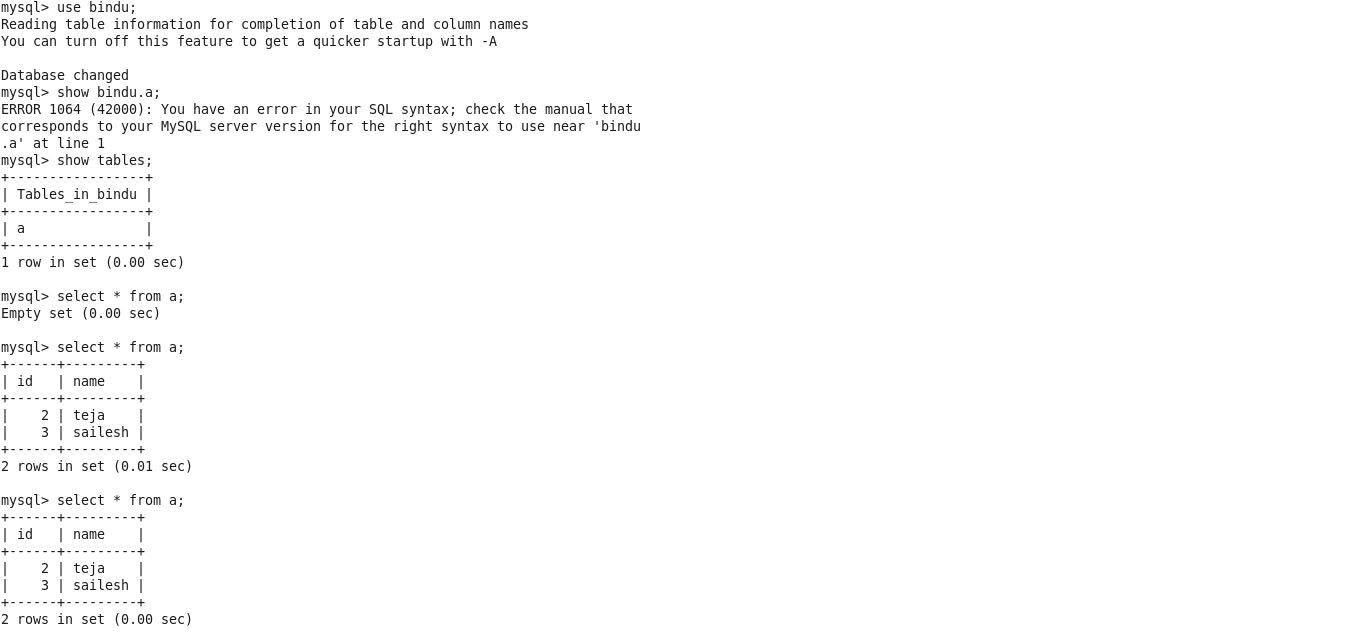 mysql> use bindu;
Reading table information for completion of table and column names
You can turn off this feature to get a quicker startup with -A

Database changed
mysql> show bindu.a;
ERROR 1064 (42000): You have an error in your SQL syntax; check the manual that
corresponds to your MySQL server version for the right syntax to use near 'bindu
.a' at line 1
mysql> show tables;
+-----------------+
| Tables_in_bindu |
+-----------------+
| a               |
+-----------------+
1 row in set (0.00 sec)

mysql> select * from a;
Empty set (0.00 sec)

mysql> select * from a;
+------+---------+
| id   | name    |
+------+---------+
|    2 | teja    |
|    3 | sailesh |
+------+---------+
2 rows in set (0.01 sec)

mysql> select * from a;
+------+---------+
| id   | name    |
+------+---------+
|    2 | teja    |
|    3 | sailesh |
+------+---------+
2 rows in set (0.00 sec)